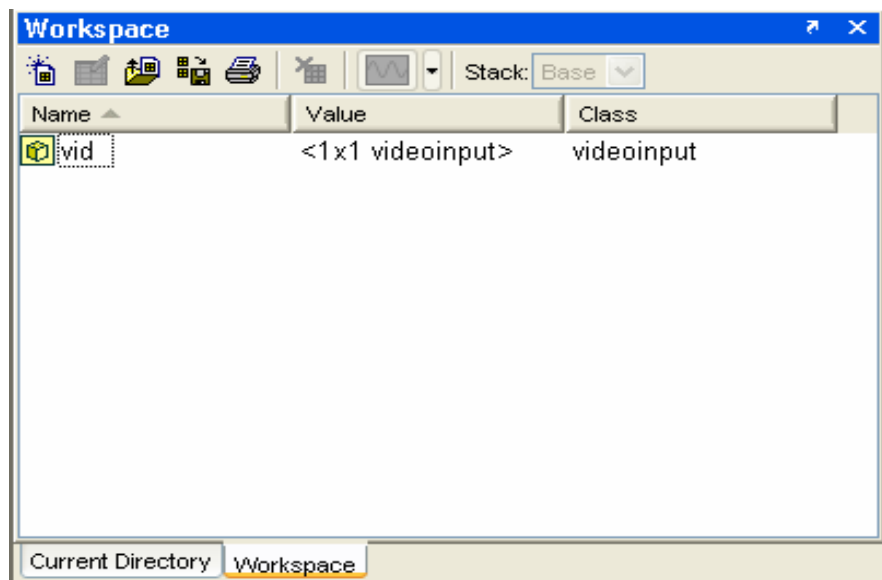 Workspace
Stack: Base
Name Value Class
vid <1x1 videoinput> videoinput
Current Directory Workspace